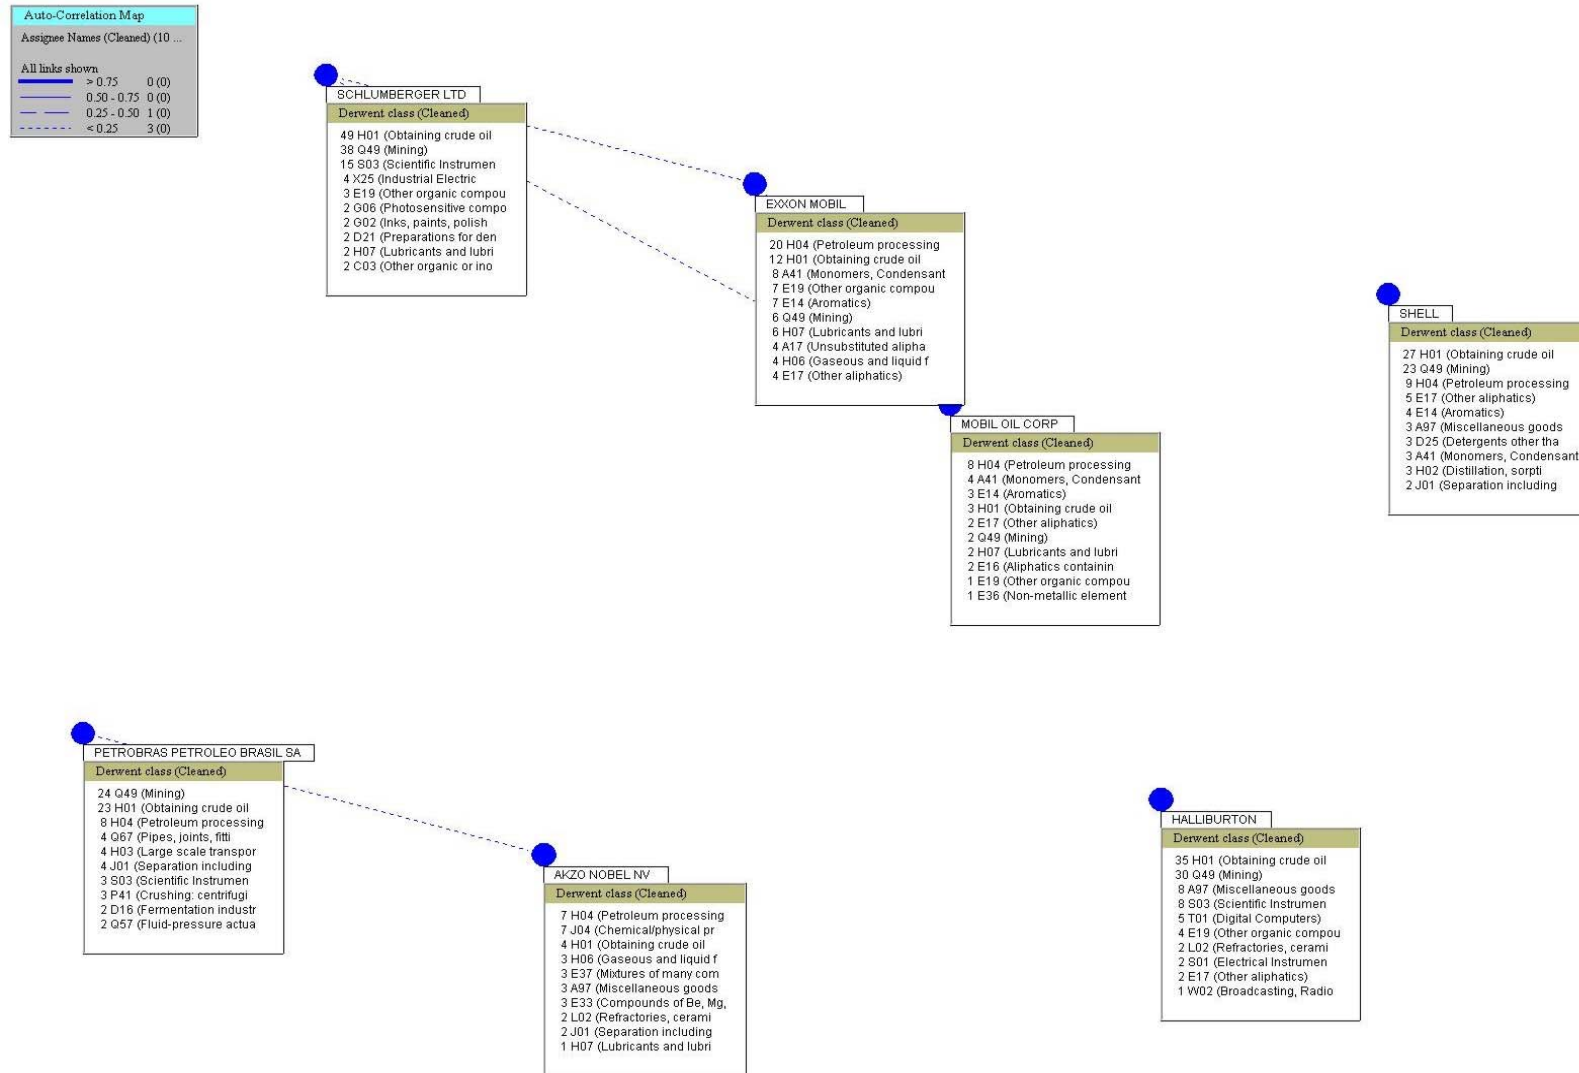 Auto-Correlation Map
Assignee Names (Cleaned) (10 ...
All links shown
> 0.75 0 (0)
0.50 - 0.75 0 (0)
0.25 - 0.50 1 (0)
< 0.25 3 (0)
SCHLUMBERGER LTD
Derwent class (Cleaned)
49 H01 (Obtaining crude oil
38 Q49 (Mining)
15 S03 (Scientific Instrumen
4 X25 (Industrial Electric
3 E19 (Other organic compou
2 G06 (Photosensitive compo
2 G02 (Inks, paints, polish
2 D21 (Preparations for den
2 H07 (Lubricants and lubri
2 C03 (Other organic or ino
EXXON MOBIL
Derwent class (Cleaned)
20 H04 (Petroleum processing
12 H01 (Obtaining crude oil
8 A41 (Monomers, Condensant
7 E19 (Other organic compou
7 E14 (Aromatics)
6 Q49 (Mining)
6 H07 (Lubricants and lubri
4 A17 (Unsubstituted alipha
4 H06 (Gaseous and liquid f
4 E17 (Other aliphatics)
SHELL
Derwent class (Cleaned)
27 H01 (Obtaining crude oil
23 Q49 (Mining)
9 H04 (Petroleum processing
5 E17 (Other aliphatics)
4 E14 (Aromatics)
3 A97 (Miscellaneous goods
3 D25 (Detergents other tha
3 A41 (Monomers, Condensant
3 H02 (Distillation, sorpti
2 J01 (Separation including
MOBIL OIL CORP
Derwent class (Cleaned)
8 H04 (Petroleum processing
4 A41 (Monomers, Condensant
3 E14 (Aromatics)
3 H01 (Obtaining crude oil
2 E17 (Other aliphatics)
2 Q49 (Mining)
2 H07 (Lubricants and lubri
2 E16 (Aliphatics containin
1 E19 (Other organic compou
1 E36 (Non-metallic element
PETROBRAS PETROLEO BRASIL SA
Derwent class (Cleaned)
24 Q49 (Mining)
23 H01 (Obtaining crude oil
8 H04 (Petroleum processing
4 Q67 (Pipes, joints, fitti
4 H03 (Large scale transpor
4 J01 (Separation including
3 S03 (Scientific Instrumen
3 P41 (Crushing: centrifugi
2 D16 (Fermentation industr
2 Q57 (Fluid-pressure actua
AKZO NOBEL NV
Derwent class (Cleaned)
7 H04 (Petroleum processing
7 J04 (Chemical/physical pr
4 H01 (Obtaining crude oil
3 H06 (Gaseous and liquid f
3 E37 (Mixtures of many com
3 A97 (Miscellaneous goods
3 E33 (Compounds of Be, Mg,
2 L02 (Refractories, cerami
2 J01 (Separation including
1 H07 (Lubricants and lubri
HALLIBURTON
Derwent class (Cleaned)
35 H01 (Obtaining crude oil
30 Q49 (Mining)
8 A97 (Miscellaneous goods
8 S03 (Scientific Instrumen
5 T01 (Digital Computers)
4 E19 (Other organic compou
2 L02 (Refractories, cerami
2 S01 (Electrical Instrumen
2 E17 (Other aliphatics)
1 W02 (Broadcasting, Radio